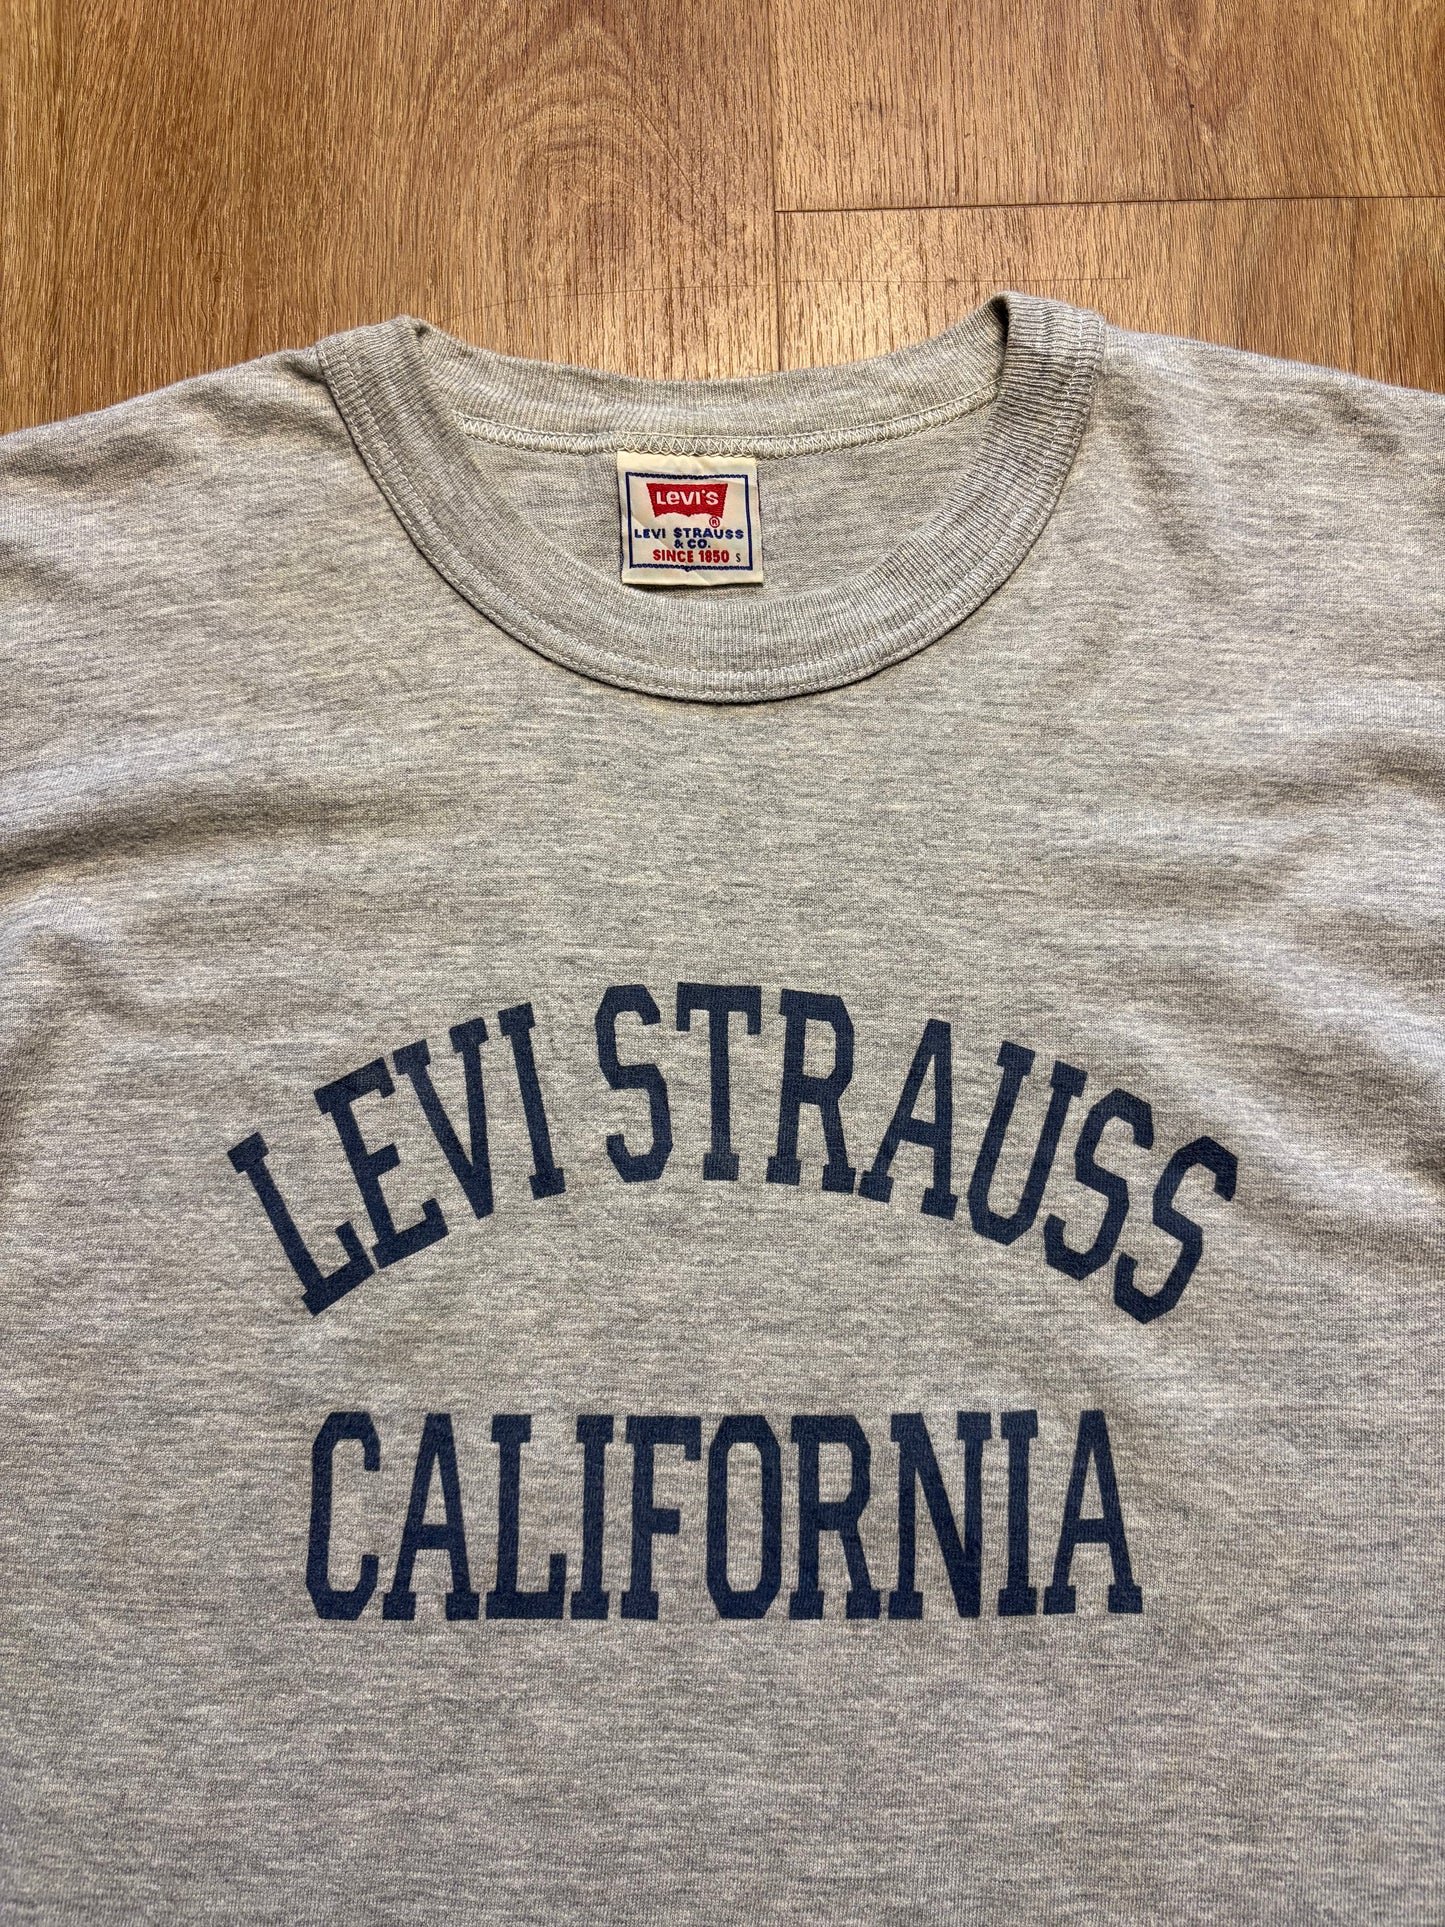 Levi's
®
LEVI STRAUSS
& CO.
SINCE 1850 S
LEVI STRAUSS
CALIFORNIA